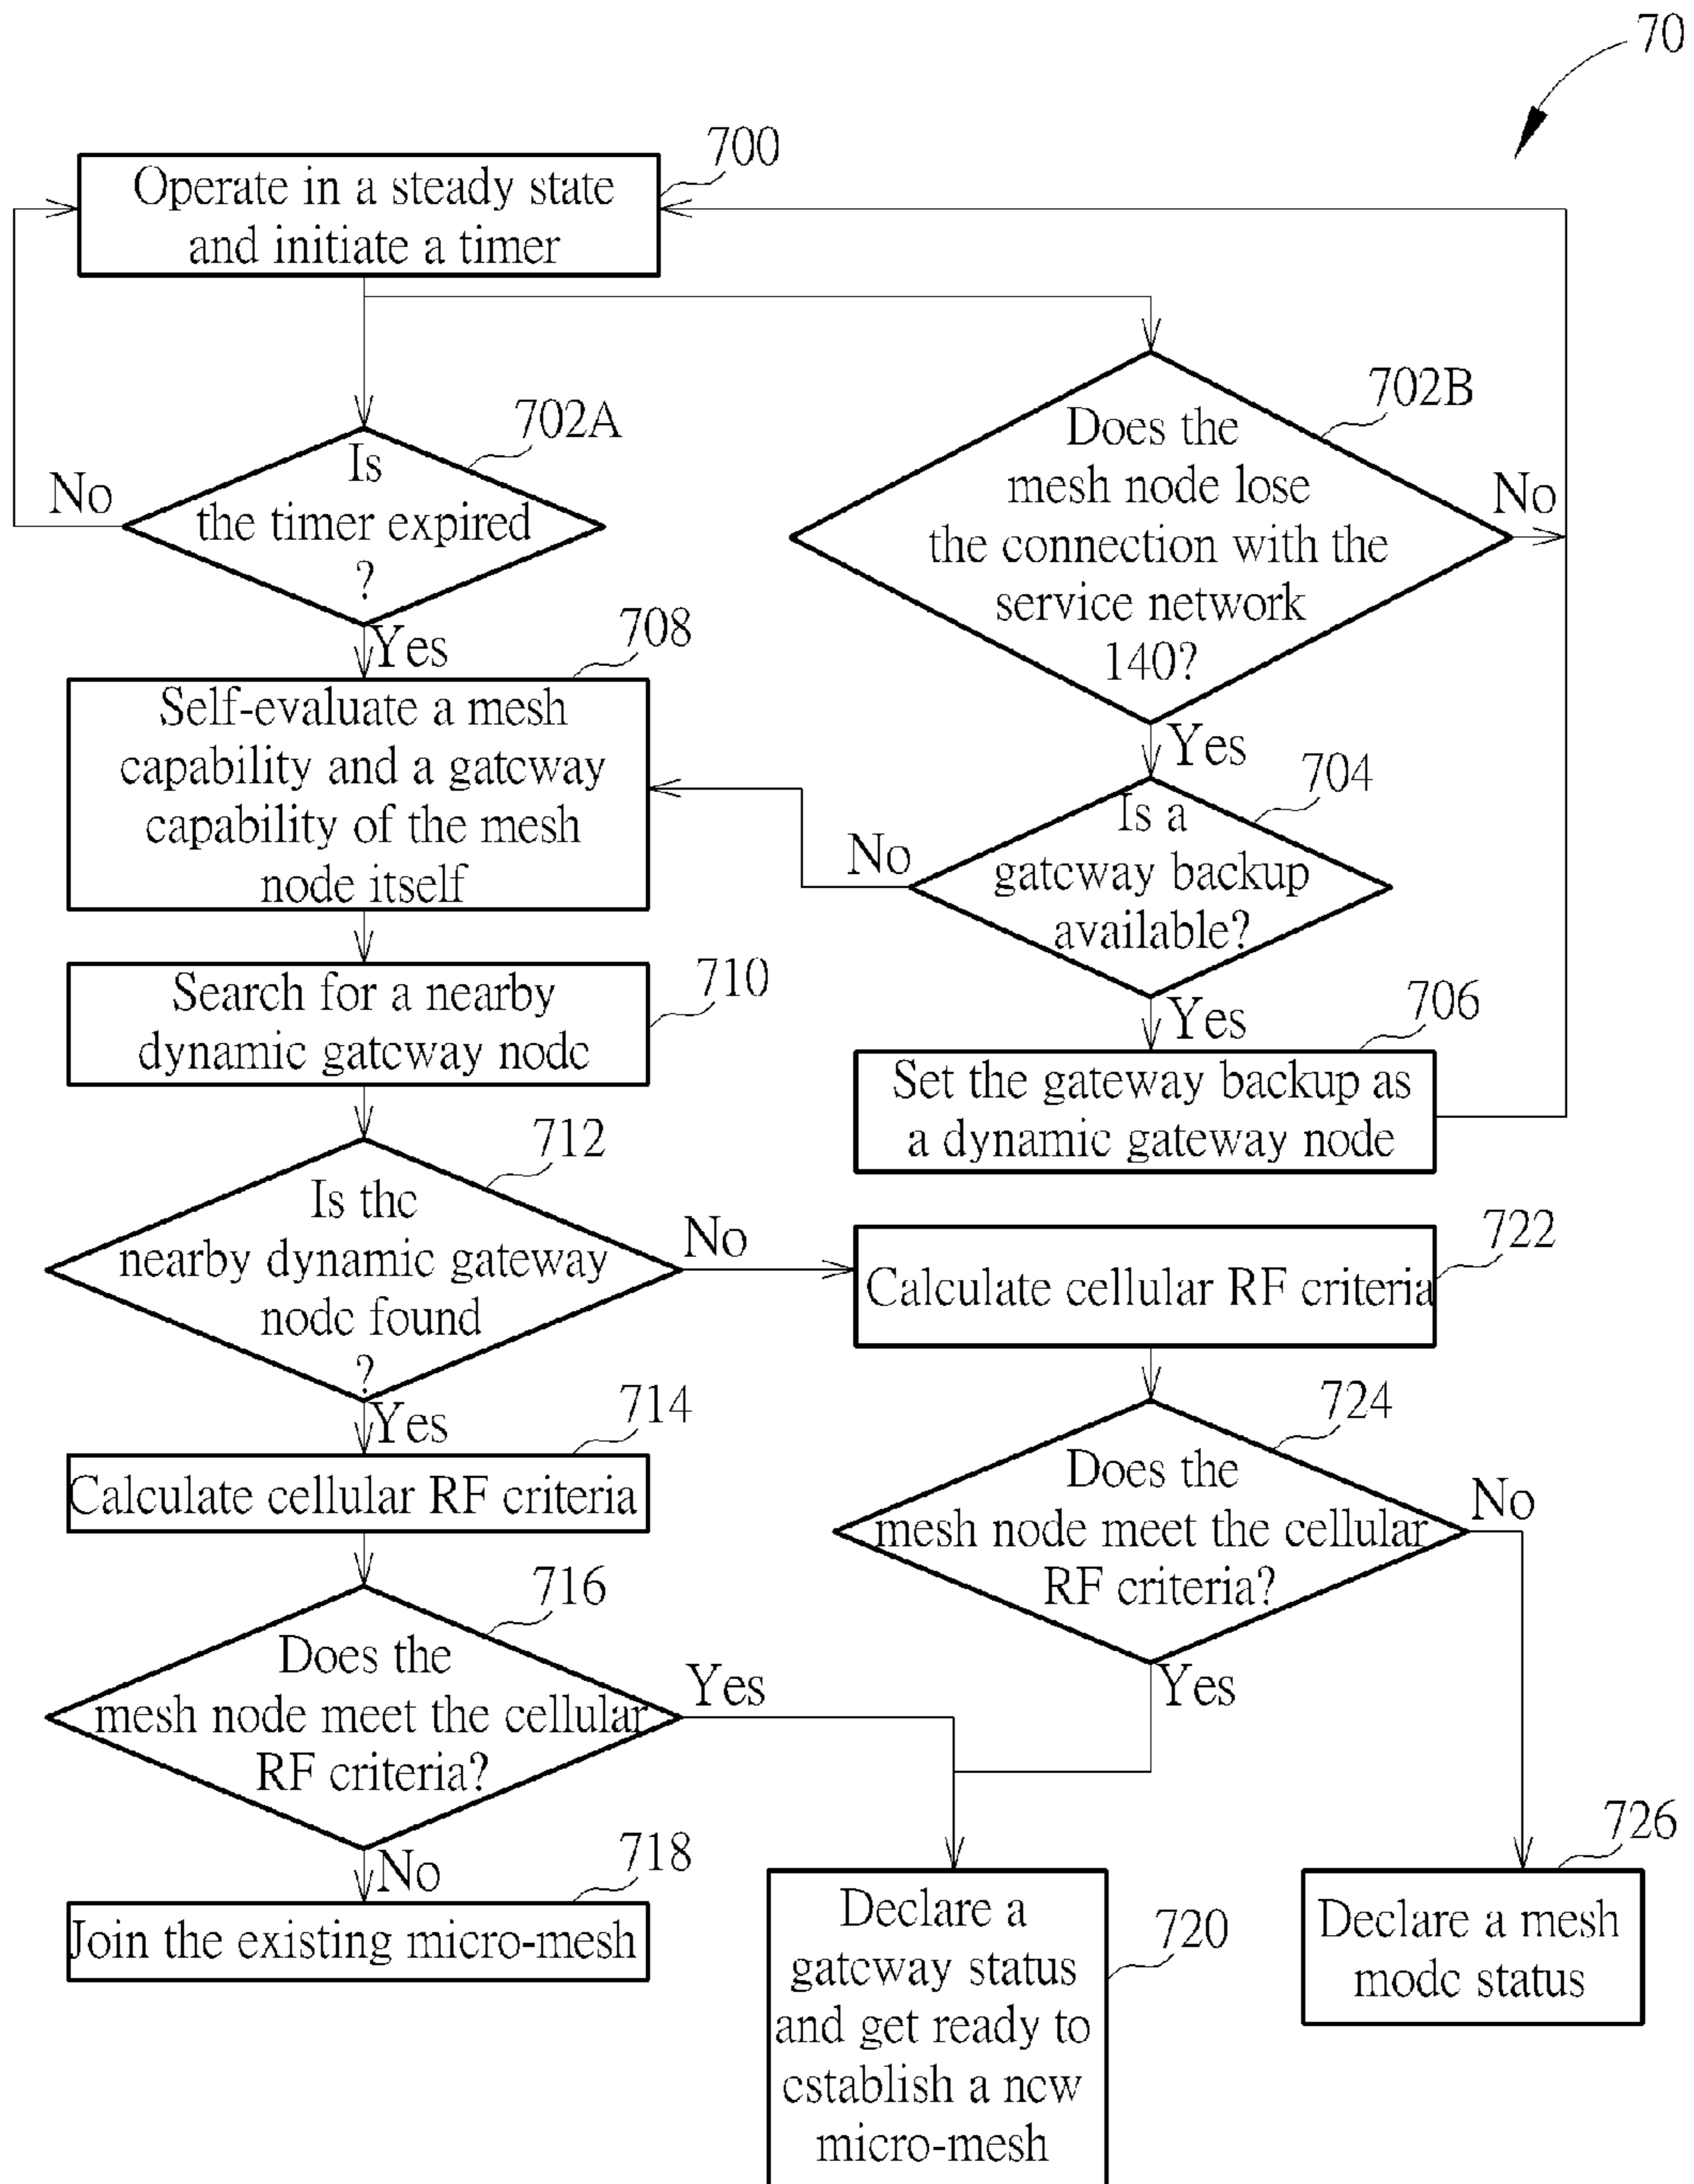 70
700
Operate in a steady state
and initiate a timer
702A
Is
the timer expired
?
No
Yes
702B
Does the
mesh node lose
the connection with the
service network
140?
No
Yes
708
Self-evaluate a mesh
capability and a gateway
capability of the mesh
node itself
704
Is a
gateway backup
available?
No
Yes
710
Search for a nearby
dynamic gateway node
706
Set the gateway backup as
a dynamic gateway node
712
Is the
nearby dynamic gateway
node found
?
No
Yes
722
Calculate cellular RF criteria
714
Calculate cellular RF criteria
724
Does the
mesh node meet the cellular
RF criteria?
No
Yes
716
Does the
mesh node meet the cellular
RF criteria?
Yes
No
718
Join the existing micro-mesh
720
Declare a
gateway status
and get ready to
establish a new
micro-mesh
726
Declare a mesh
mode status